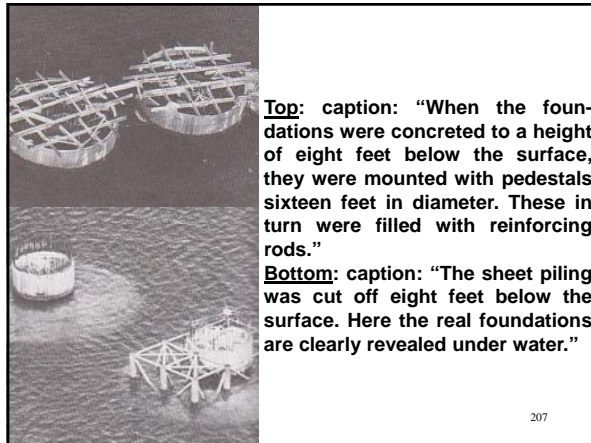 Top: caption: “When the foun-
dations were concreted to a height
of eight feet below the surface,
they were mounted with pedestals
sixteen feet in diameter. These in
turn were filled with reinforcing
rods.”
Bottom: caption: “The sheet piling
was cut off eight feet below the
surface. Here the real foundations
are clearly revealed under water.”
207